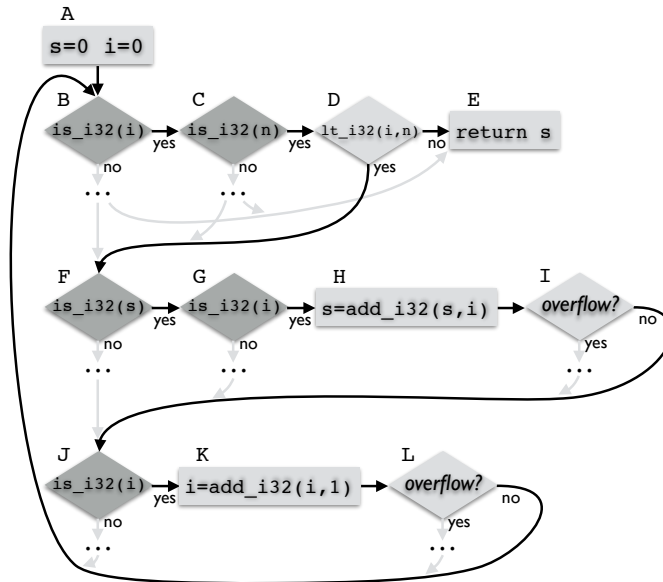 A
s=0 i=0
B C D E
is_i32(i) yes is_i32(n) yes lt_i32(i,n) no return s
no no yes
... ...
F G H I
is_i32(s) yes is_i32(i) yes s=add_i32(s,i) overflow? no
no no yes
... ... ...
J K L
is_i32(i) yes i=add_i32(i,1) overflow? no
no yes
... ...